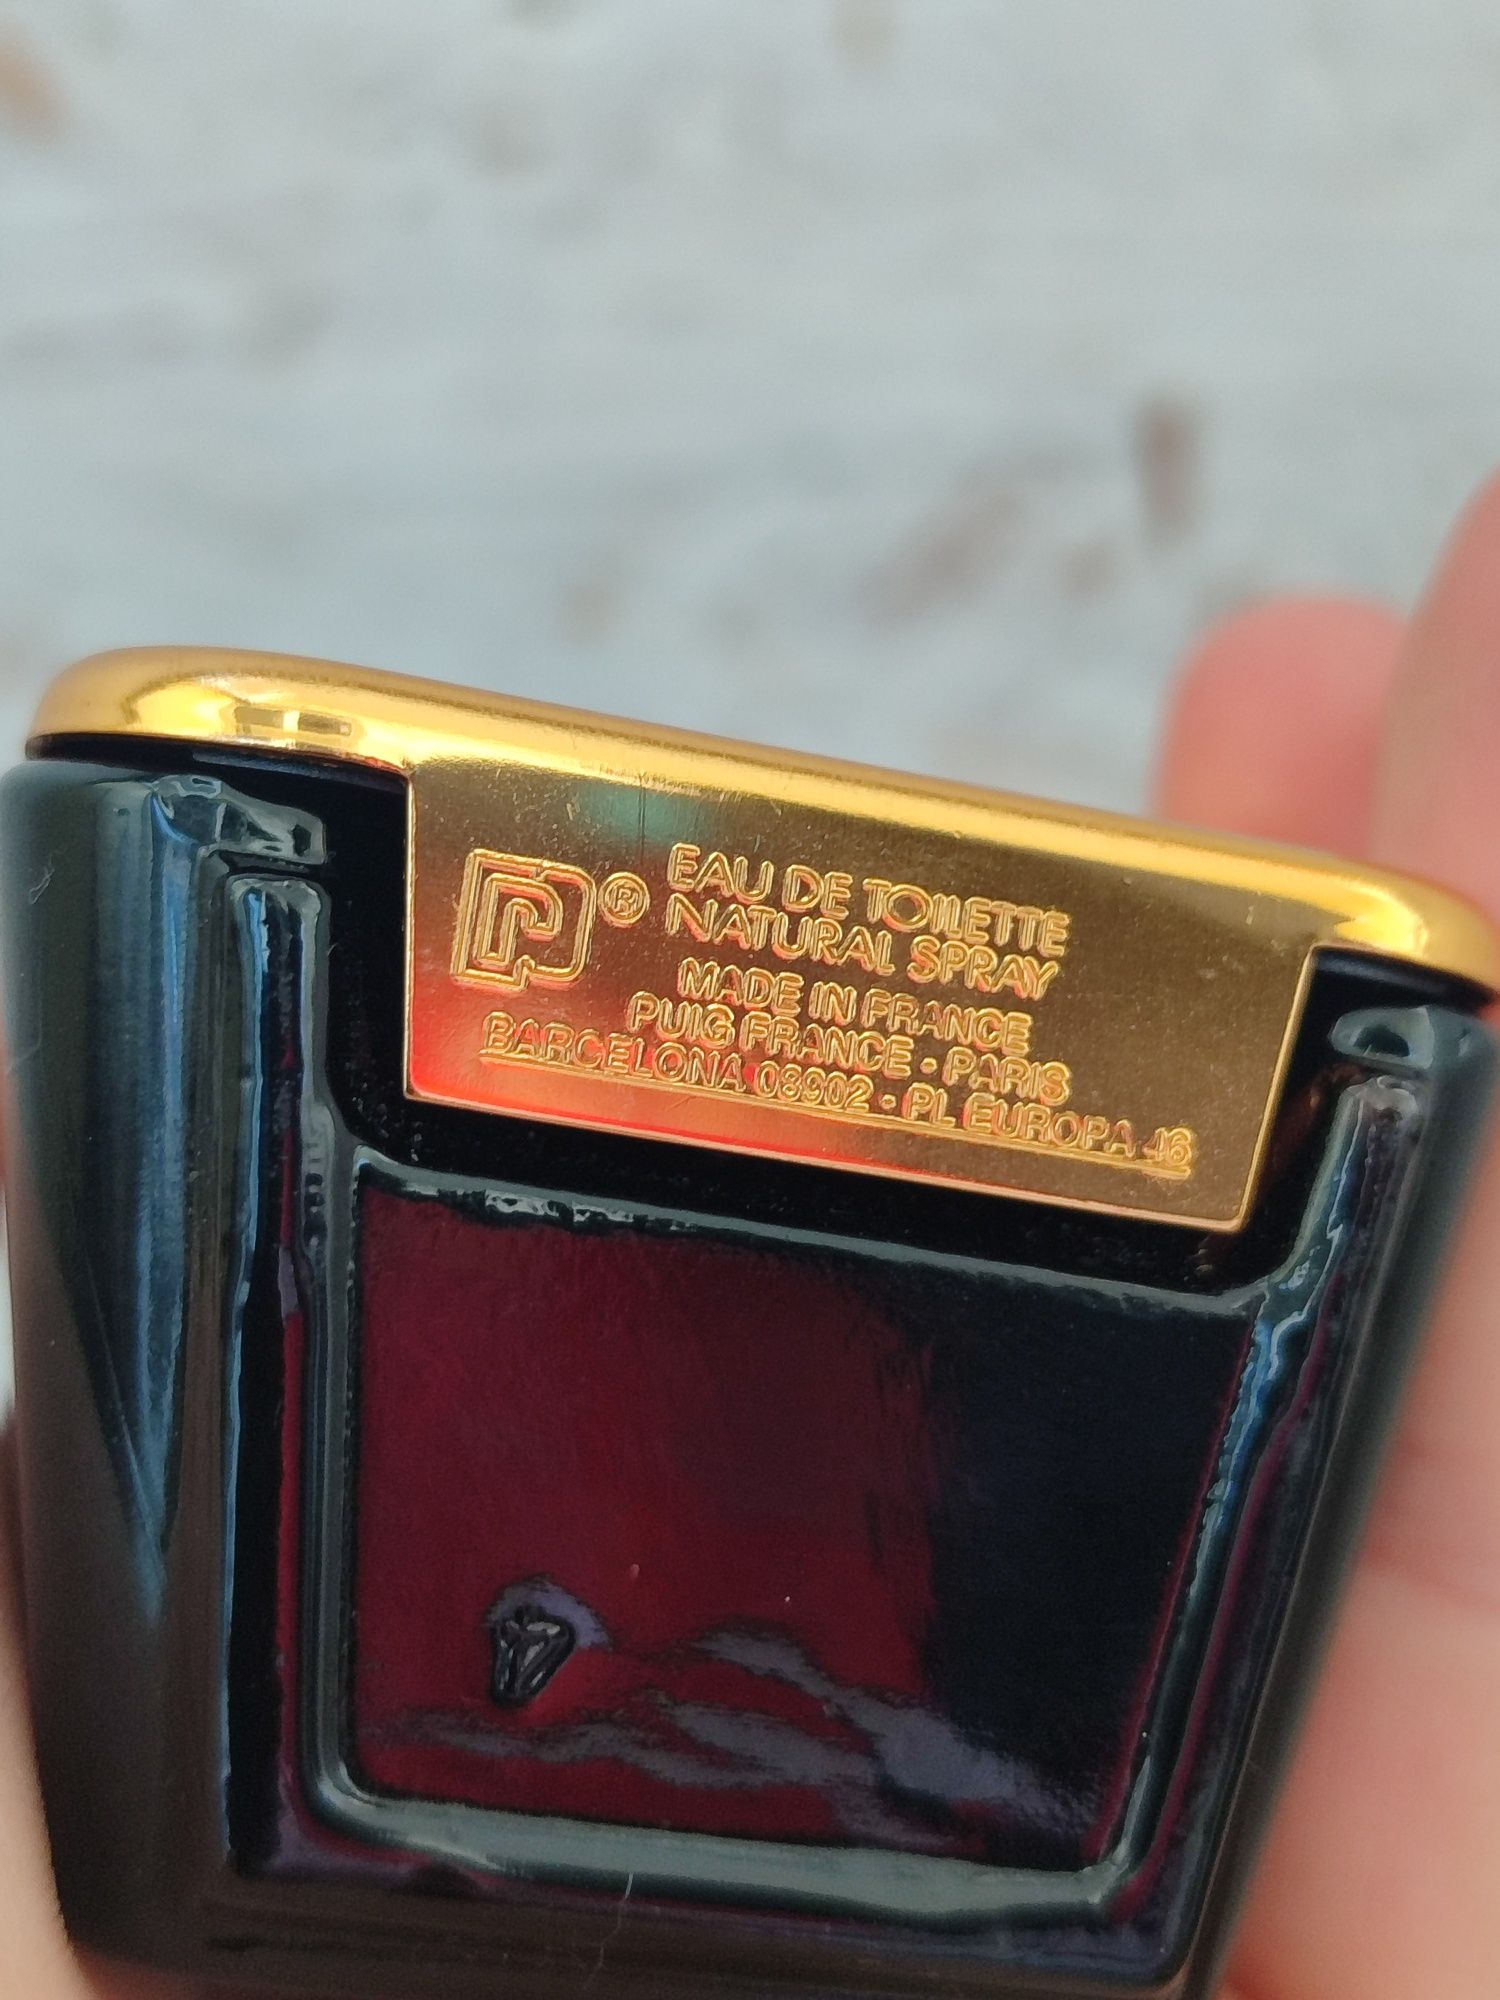 ®
EAU DE TOILETTE
NATURAL SPRAY
MADE IN FRANCE
PUIG FRANCE · PARIS
BARCELONA 08902 · PL EUROPA 46